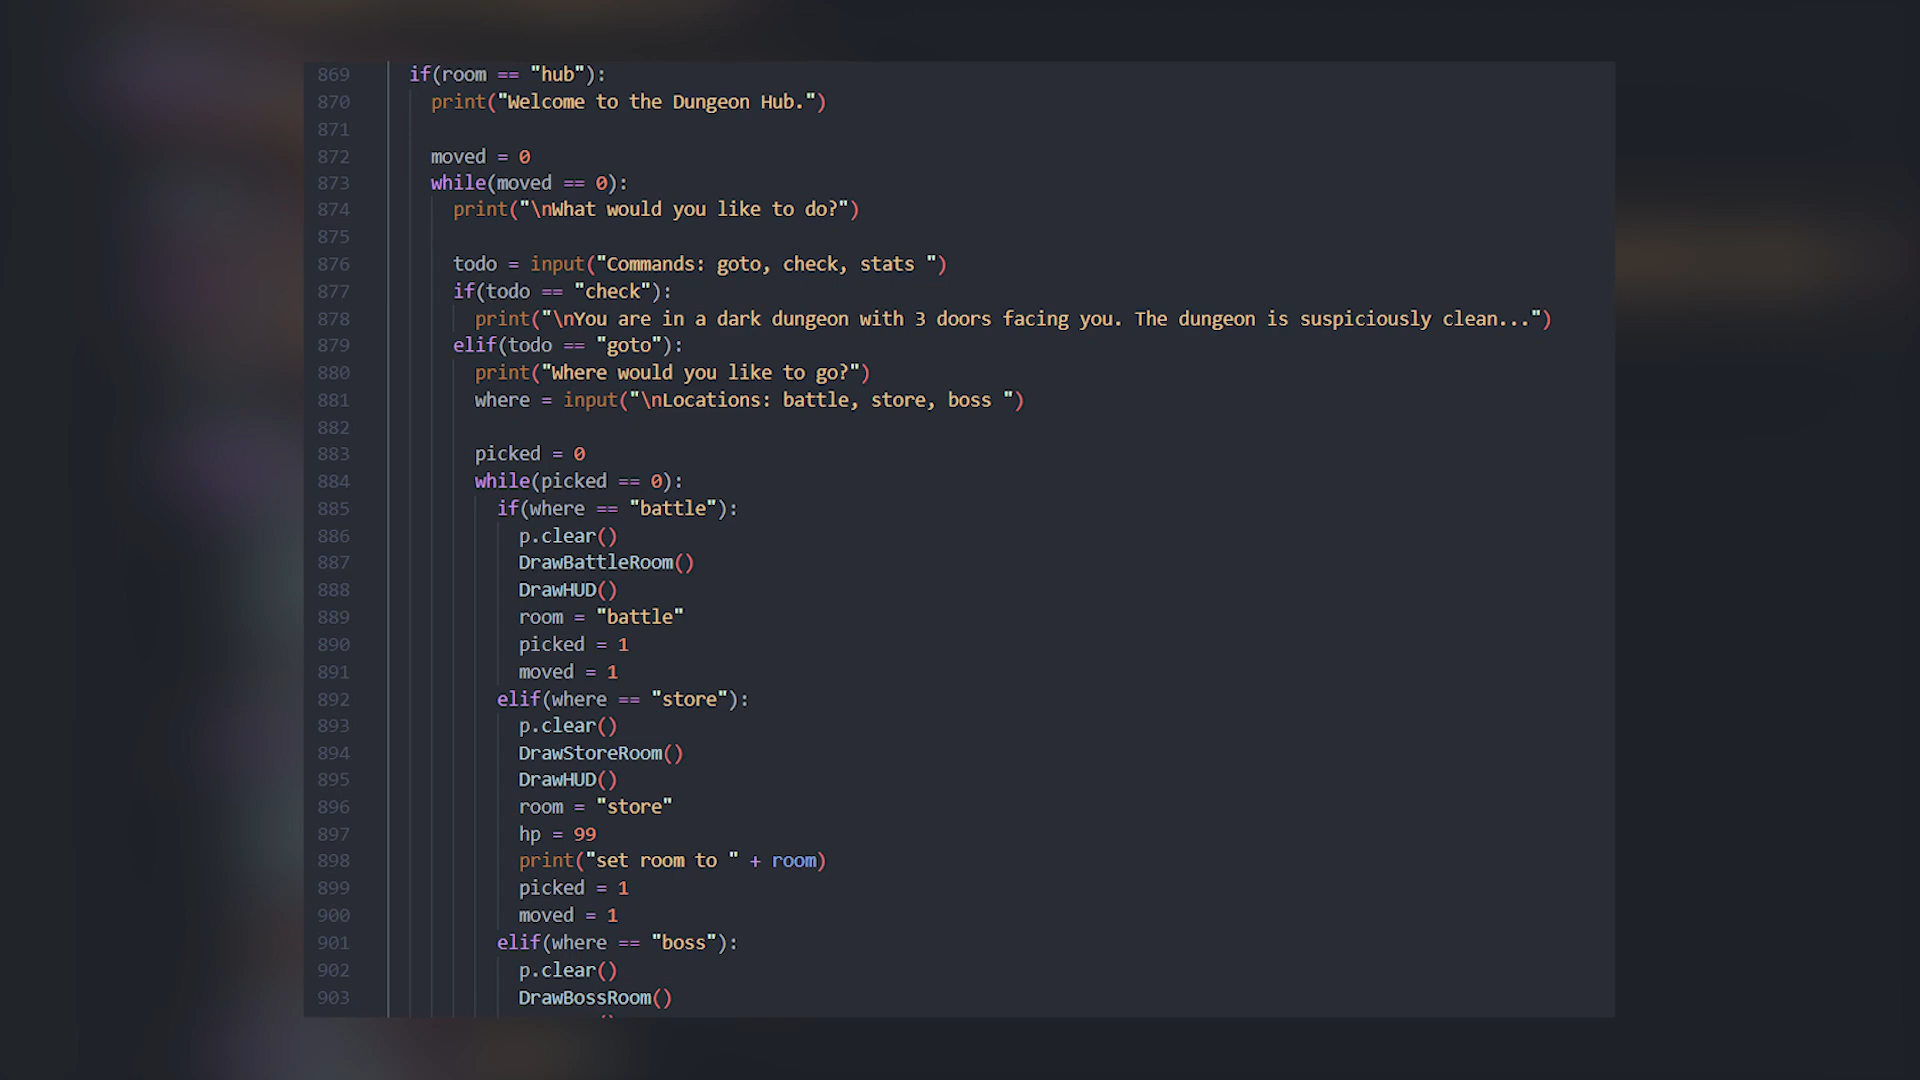 869 if(room == "hub"):
870 print("Welcome to the Dungeon Hub.")
871
872 moved = 0
873 while(moved == 0):
874 print("\nWhat would you like to do?")
875
876 todo = input("Commands: goto, check, stats ")
877 if(todo == "check"):
878 print("\nYou are in a dark dungeon with 3 doors facing you. The dungeon is suspiciously clean...")
879 elif(todo == "goto"):
880 print("Where would you like to go?")
881 where = input("\nLocations: battle, store, boss ")
882
883 picked = 0
884 while(picked == 0):
885 if(where == "battle"):
886 p.clear()
887 DrawBattleRoom()
888 DrawHUD()
889 room = "battle"
890 picked = 1
891 moved = 1
892 elif(where == "store"):
893 p.clear()
894 DrawStoreRoom()
895 DrawHUD()
896 room = "store"
897 hp = 99
898 print("set room to " + room)
899 picked = 1
900 moved = 1
901 elif(where == "boss"):
902 p.clear()
903 DrawBossRoom()